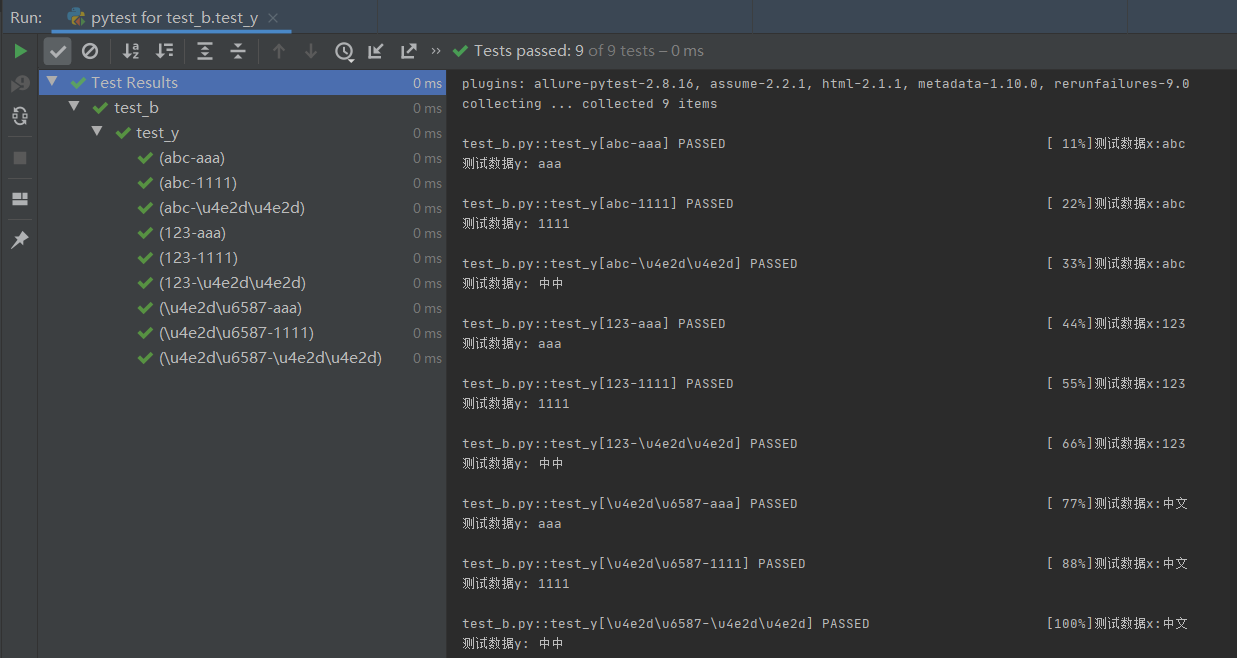 Run: pytest for test_b.test_y ×
» Tests passed: 9 of 9 tests – 0 ms
Test Results 0 ms
test_b 0 ms
test_y 0 ms
(abc-aaa) 0 ms
(abc-1111) 0 ms
(abc-\u4e2d\u4e2d) 0 ms
(123-aaa) 0 ms
(123-1111) 0 ms
(123-\u4e2d\u4e2d) 0 ms
(\u4e2d\u6587-aaa) 0 ms
(\u4e2d\u6587-1111) 0 ms
(\u4e2d\u6587-\u4e2d\u4e2d) 0 ms
plugins: allure-pytest-2.8.16, assume-2.2.1, html-2.1.1, metadata-1.10.0, rerunfailures-9.0
collecting ... collected 9 items
test_b.py::test_y[abc-aaa] PASSED [ 11%]测试数据x:abc
测试数据y: aaa
test_b.py::test_y[abc-1111] PASSED [ 22%]测试数据x:abc
测试数据y: 1111
test_b.py::test_y[abc-\u4e2d\u4e2d] PASSED [ 33%]测试数据x:abc
测试数据y: 中中
test_b.py::test_y[123-aaa] PASSED [ 44%]测试数据x:123
测试数据y: aaa
test_b.py::test_y[123-1111] PASSED [ 55%]测试数据x:123
测试数据y: 1111
test_b.py::test_y[123-\u4e2d\u4e2d] PASSED [ 66%]测试数据x:123
测试数据y: 中中
test_b.py::test_y[\u4e2d\u6587-aaa] PASSED [ 77%]测试数据x:中文
测试数据y: aaa
test_b.py::test_y[\u4e2d\u6587-1111] PASSED [ 88%]测试数据x:中文
测试数据y: 1111
test_b.py::test_y[\u4e2d\u6587-\u4e2d\u4e2d] PASSED [100%]测试数据x:中文
测试数据y: 中中